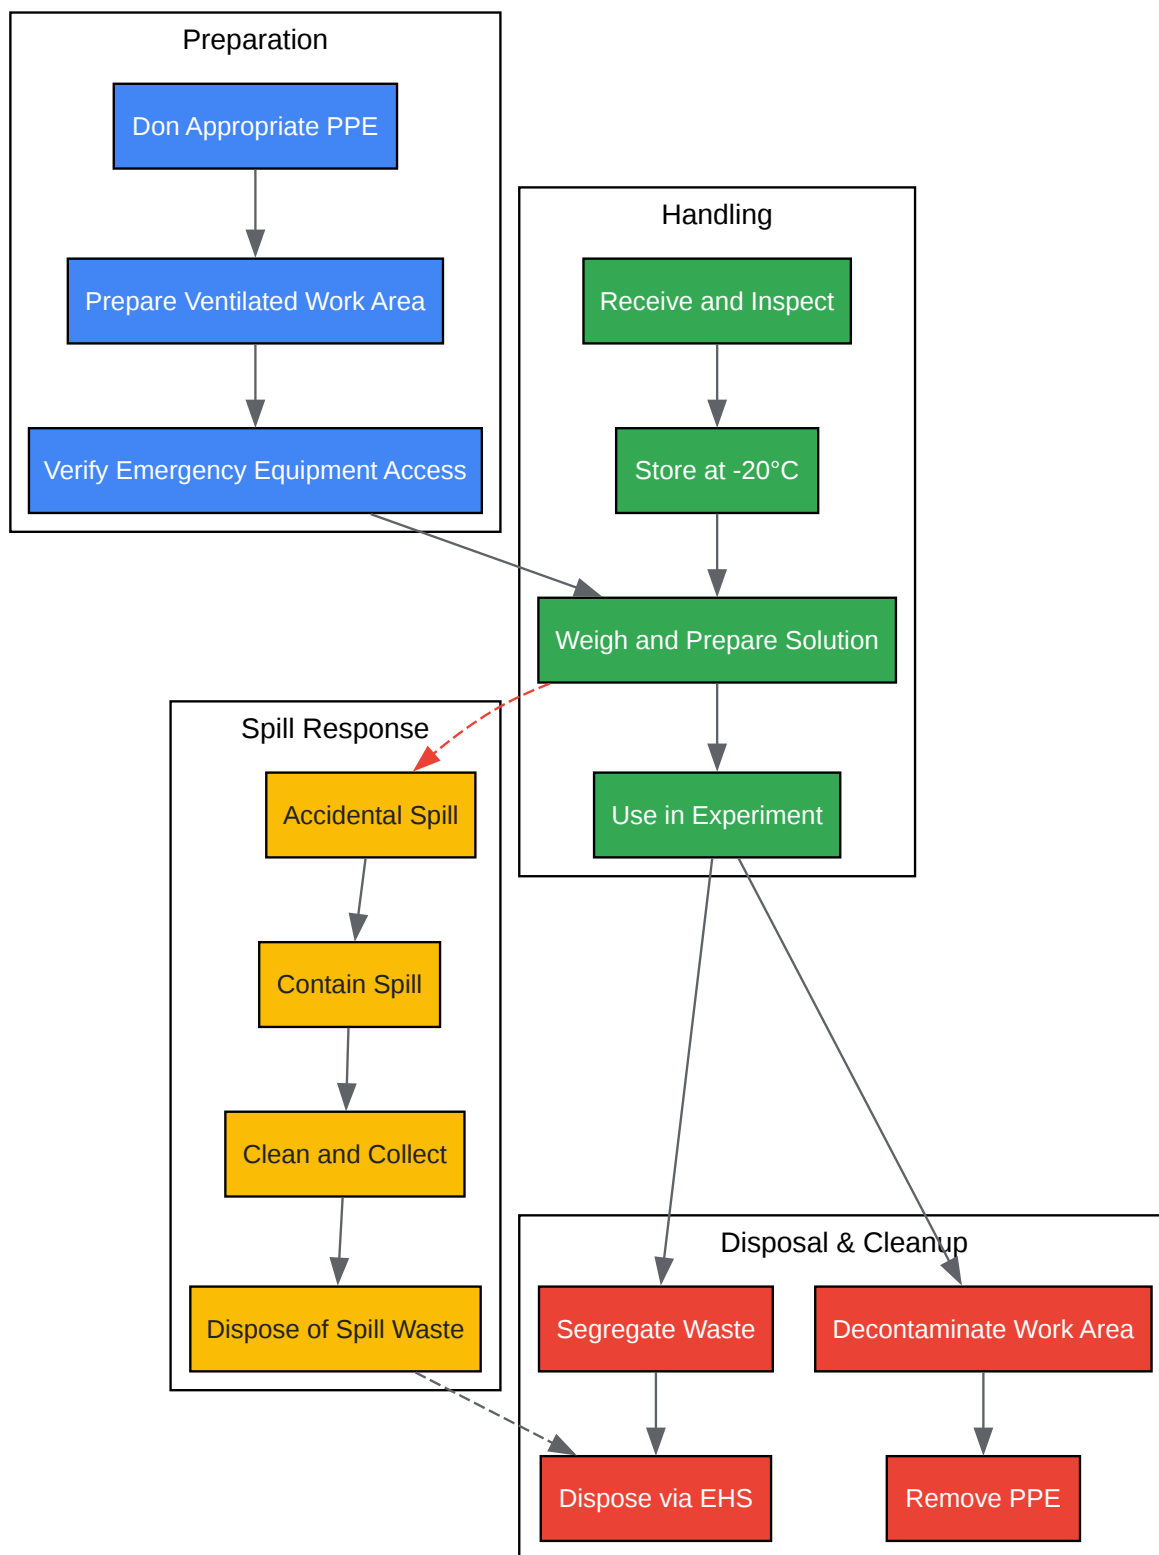 Preparation
Don Appropriate PPE
Prepare Ventilated Work Area
Verify Emergency Equipment Access
Handling
Receive and Inspect
Store at -20°C
Weigh and Prepare Solution
Use in Experiment
Spill Response
Accidental Spill
Contain Spill
Clean and Collect
Dispose of Spill Waste
Disposal & Cleanup
Segregate Waste
Decontaminate Work Area
Dispose via EHS
Remove PPE